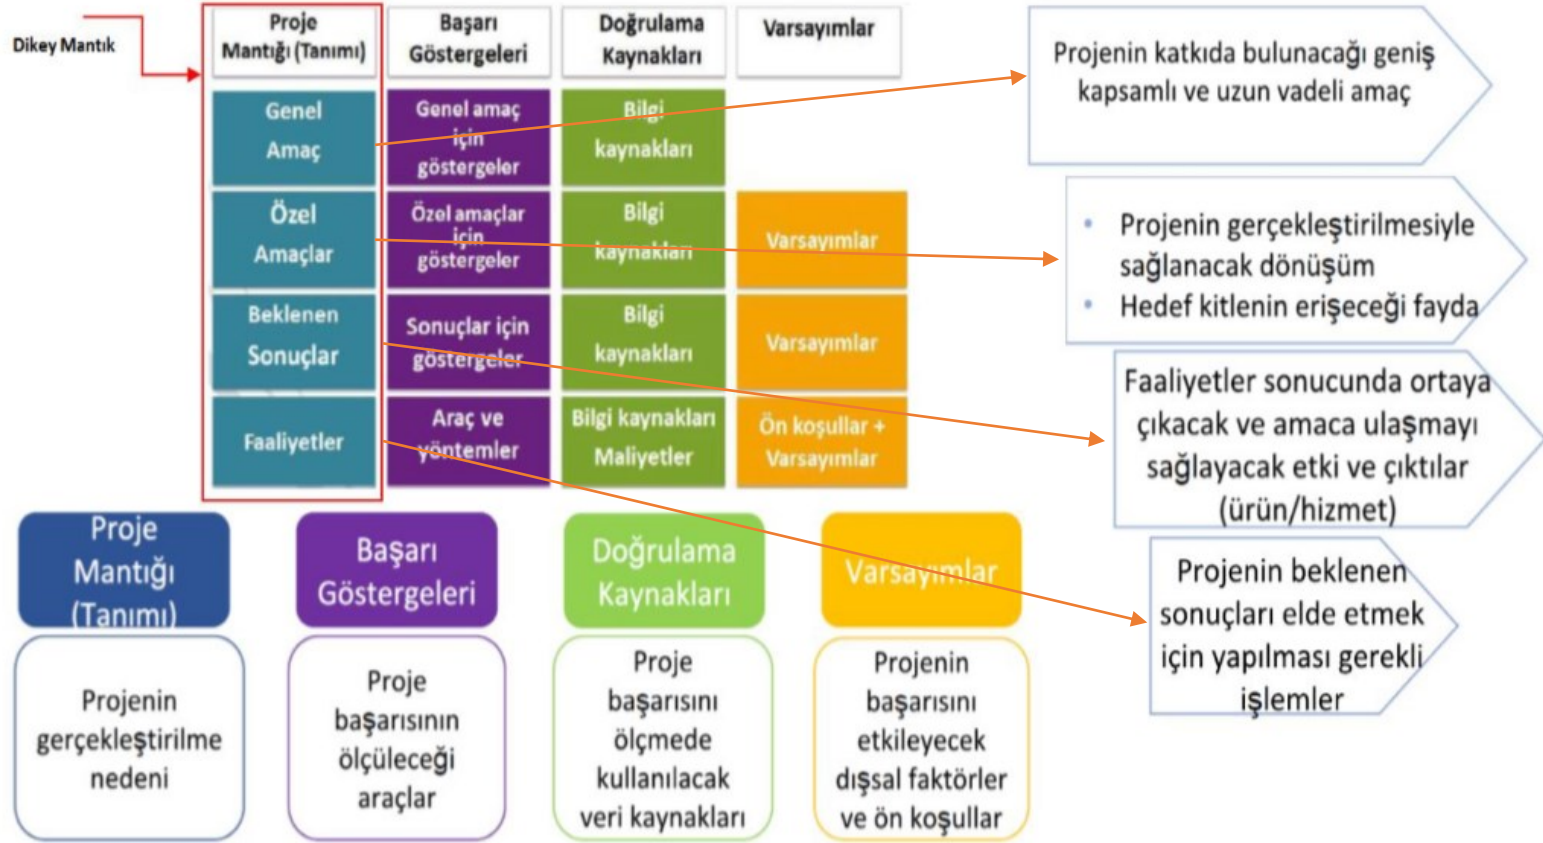 Dikey Mantık
Proje
Mantığı (Tanımı)
Başarı
Göstergeleri
Doğrulama
Kaynakları
Varsayımlar
Genel
Amaç
Genel amaç
için
göstergeler
Bilgi
kaynakları
Özel
Amaçlar
Özel amaçlar
için
göstergeler
Bilgi
kaynakları
Varsayımlar
Beklenen
Sonuçlar
Sonuçlar için
göstergeler
Bilgi
kaynakları
Varsayımlar
Faaliyetler
Araç ve
yöntemler
Bilgi kaynakları
Maliyetler
Ön koşullar +
Varsayımlar
Projenin katkıda bulunacağı geniş
kapsamlı ve uzun vadeli amaç
• Projenin gerçekleştirilmesiyle
sağlanacak dönüşüm
• Hedef kitlenin erişeceği fayda
Faaliyetler sonucunda ortaya
çıkacak ve amaca ulaşmayı
sağlayacak etki ve çıktılar
(ürün/hizmet)
Projenin beklenen
sonuçları elde etmek
için yapılması gerekli
işlemler
Proje
Mantığı
(Tanımı)
Projenin
gerçekleştirilme
nedeni
Başarı
Göstergeleri
Proje
başarısının
ölçüleceği
araçlar
Doğrulama
Kaynakları
Proje
başarısını
ölçmede
kullanılacak
veri kaynakları
Varsayımlar
Projenin
başarısını
etkileyecek
dışsal faktörler
ve ön koşullar